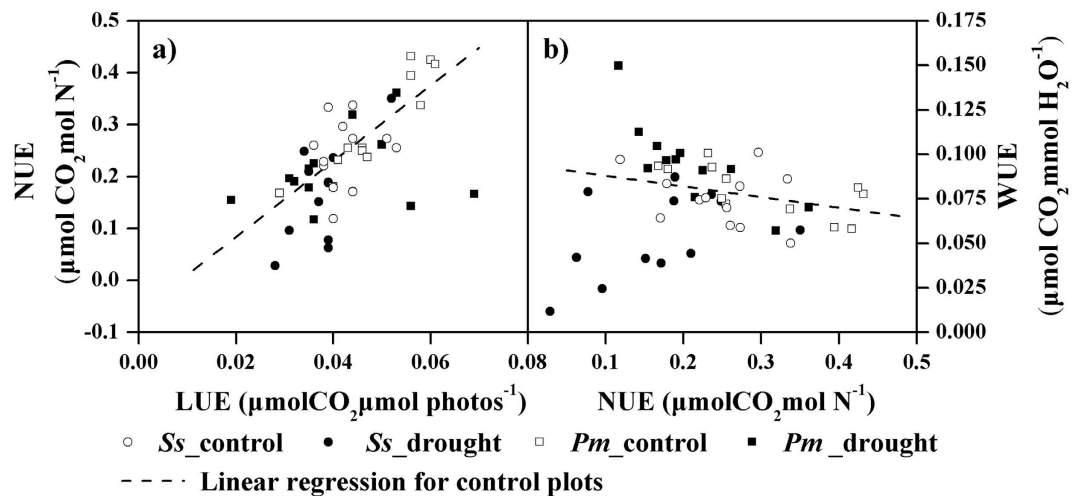 a)
NUE
(μmol CO₂ mol N⁻¹)
0.5
0.4
0.3
0.2
0.1
0.0
-0.1
0.00 0.02 0.04 0.06 0.08
LUE (μmolCO₂μmol photos⁻¹)
b)
0.175
0.150
0.125
0.100
0.075
0.050
0.025
0.000
WUE
(μmol CO₂ mmol H₂O⁻¹)
0.1 0.2 0.3 0.4 0.5
NUE (μmolCO₂mol N⁻¹)
Ss_control Ss_drought Pm_control Pm_drought
Linear regression for control plots